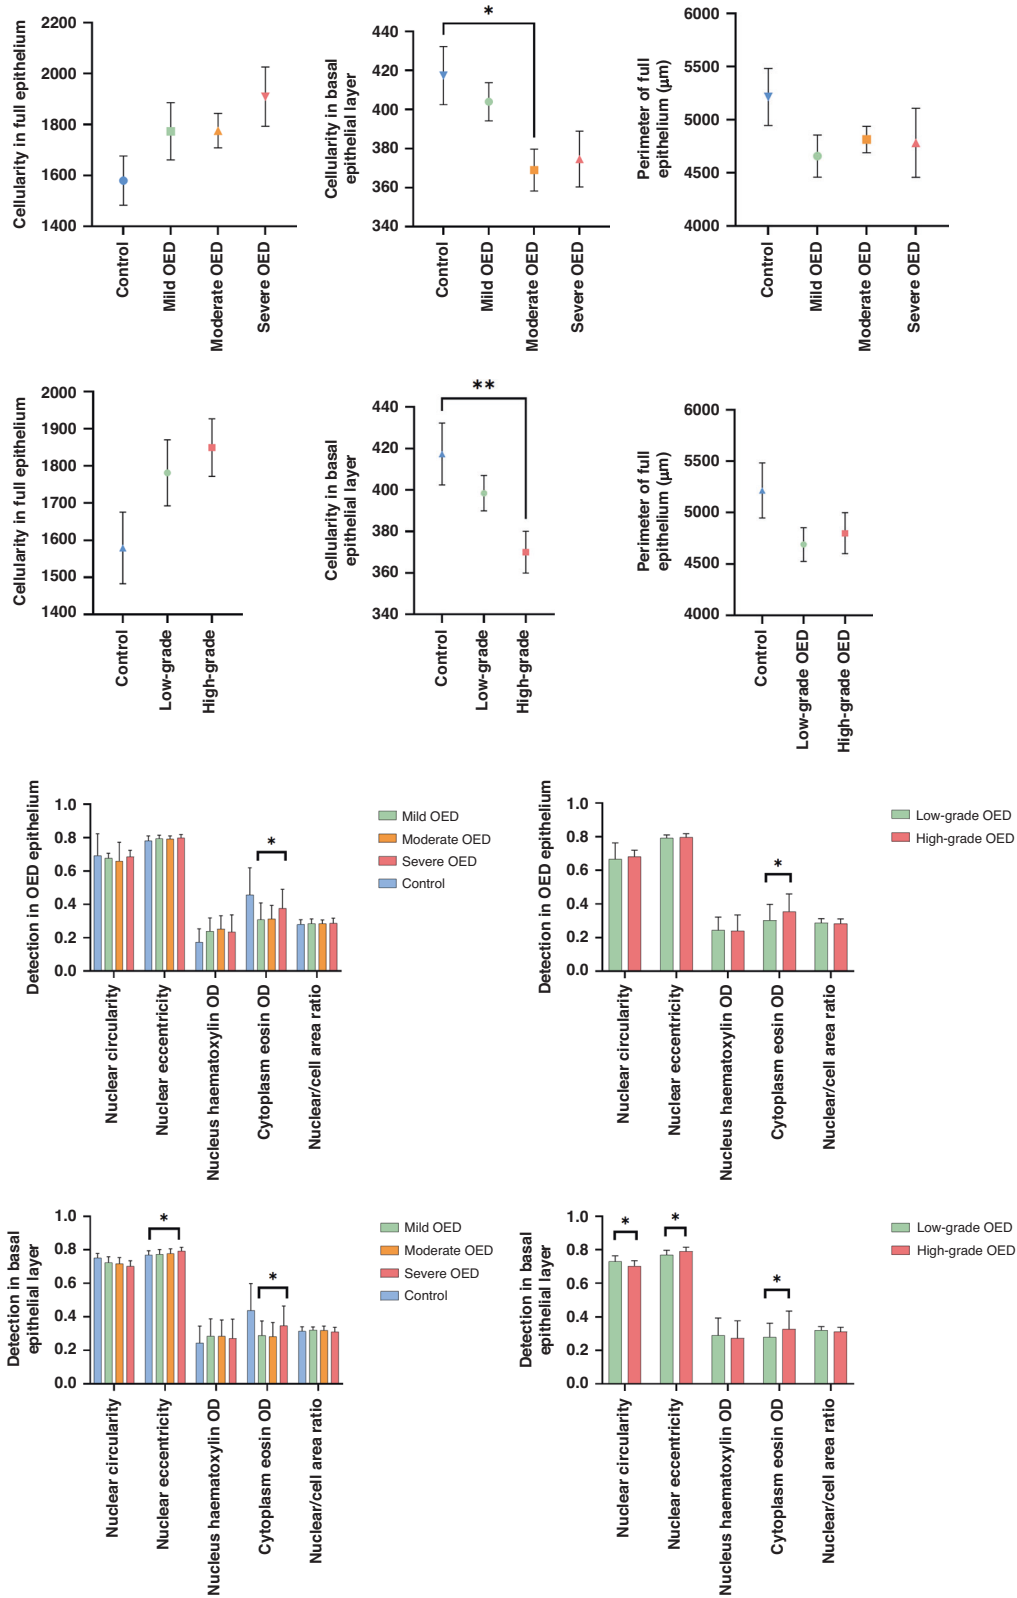 Cellularity in full epithelium
2200
2000
1800
1600
1400
Control
Mild OED
Moderate OED
Severe OED
Cellularity in basal
epithelial layer
440
420
400
380
360
340
*
Control
Mild OED
Moderate OED
Severe OED
Perimeter of full
epithelium (μm)
6000
5500
5000
4500
4000
Control
Mild OED
Moderate OED
Severe OED
Cellularity in full epithelium
2000
1900
1800
1700
1600
1500
1400
Control
Low-grade
High-grade
Cellularity in basal
epithelial layer
440
420
400
380
360
340
**
Control
Low-grade
High-grade
Perimeter of full
epithelium (μm)
6000
5500
5000
4500
4000
Control
Low-grade OED
High-grade OED
Detection in OED epithelium
1.0
0.8
0.6
0.4
0.2
0.0
*
Nuclear circularity
Nuclear eccentricity
Nucleus haematoxylin OD
Cytoplasm eosin OD
Nuclear/cell area ratio
Mild OED
Moderate OED
Severe OED
Control
Detection in OED epithelium
1.0
0.8
0.6
0.4
0.2
0.0
*
Nuclear circularity
Nuclear eccentricity
Nucleus haematoxylin OD
Cytoplasm eosin OD
Nuclear/cell area ratio
Low-grade OED
High-grade OED
Detection in basal
epithelial layer
1.0
0.8
0.6
0.4
0.2
0.0
*
*
Nuclear circularity
Nuclear eccentricity
Nucleus haematoxylin OD
Cytoplasm eosin OD
Nuclear/cell area ratio
Mild OED
Moderate OED
Severe OED
Control
Detection in basal
epithelial layer
1.0
0.8
0.6
0.4
0.2
0.0
*
*
*
Nuclear circularity
Nuclear eccentricity
Nucleus haematoxylin OD
Cytoplasm eosin OD
Nuclear/cell area ratio
Low-grade OED
High-grade OED